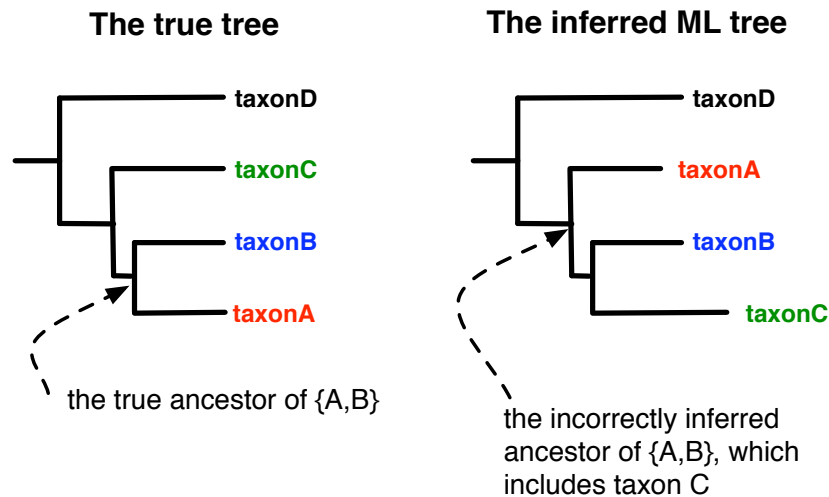 The true tree
taxonD
taxonC
taxonB
taxonA
the true ancestor of {A,B}
The inferred ML tree
taxonD
taxonA
taxonB
taxonC
the incorrectly inferred
ancestor of {A,B}, which
includes taxon C